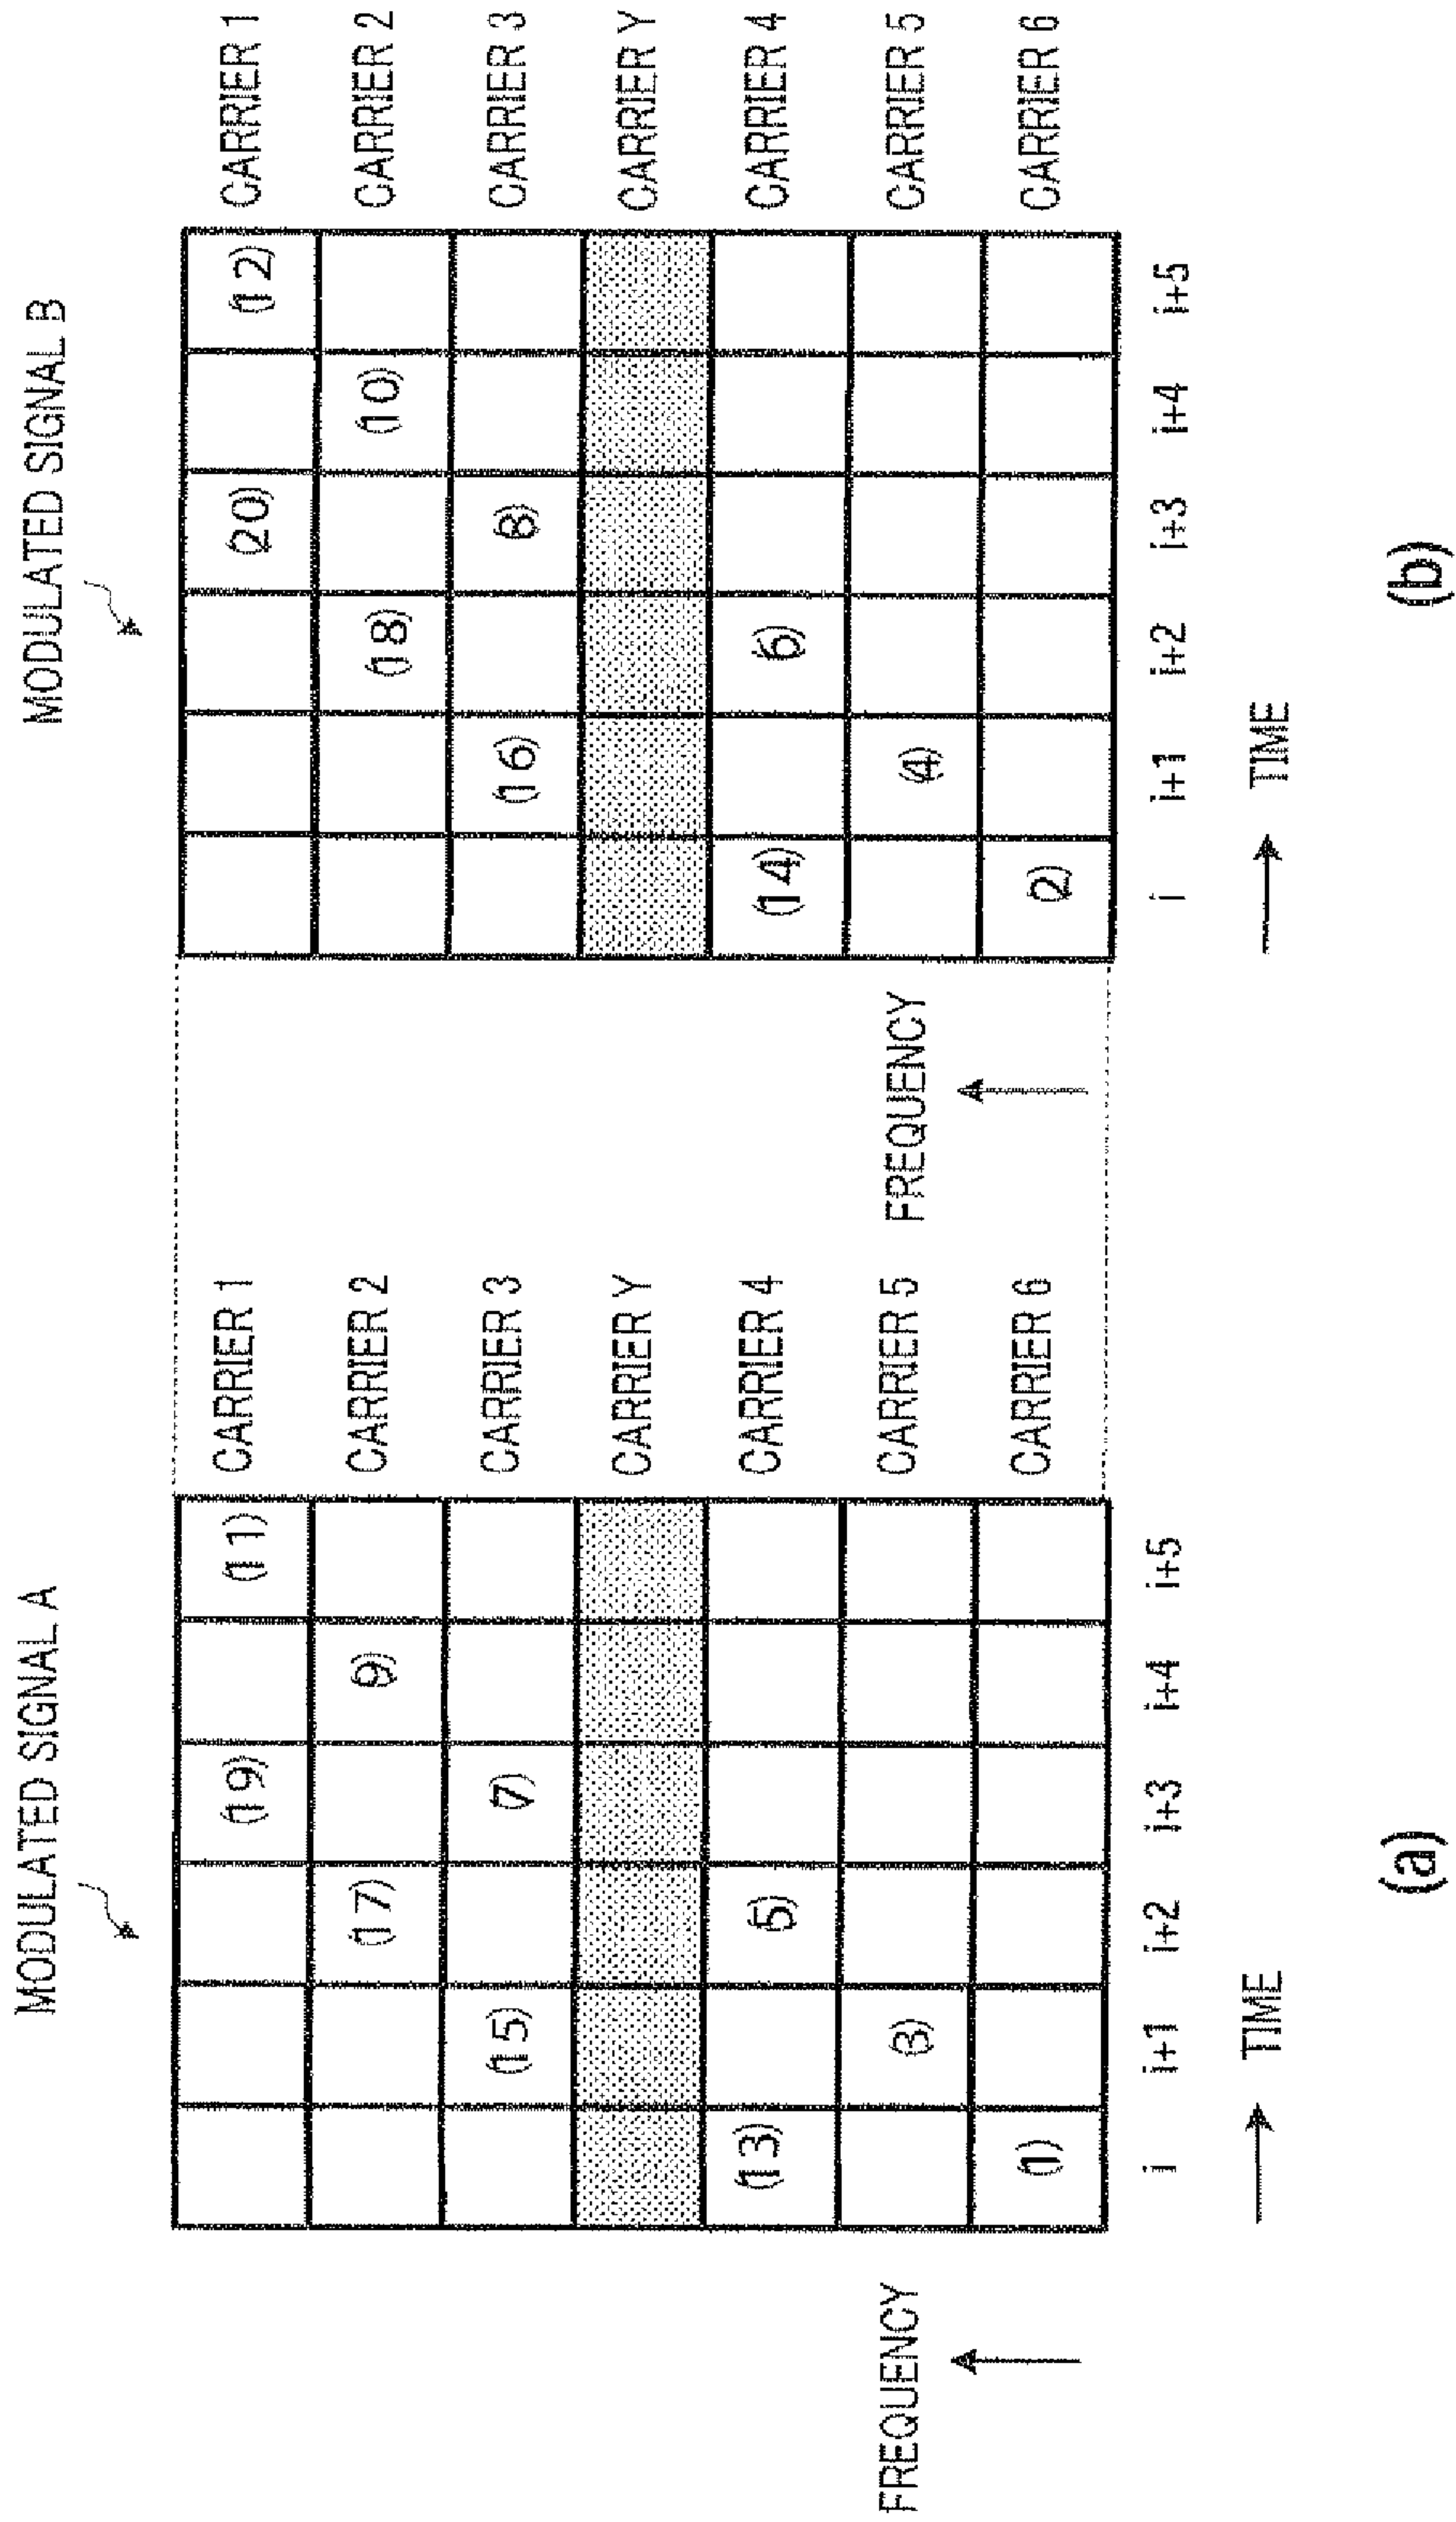 MODULATED SIGNAL A
(19) (11) CARRIER 1
(17) (9) CARRIER 2
(15) (7) CARRIER 3
CARRIER Y
(13) (5) CARRIER 4
(3) CARRIER 5
(1) CARRIER 6
FREQUENCY
i i+1 i+2 i+3 i+4 i+5
TIME
(a)
MODULATED SIGNAL B
(20) (12) CARRIER 1
(18) (10) CARRIER 2
(16) (8) CARRIER 3
CARRIER Y
(14) (6) CARRIER 4
(4) CARRIER 5
(2) CARRIER 6
FREQUENCY
i i+1 i+2 i+3 i+4 i+5
TIME
(b)